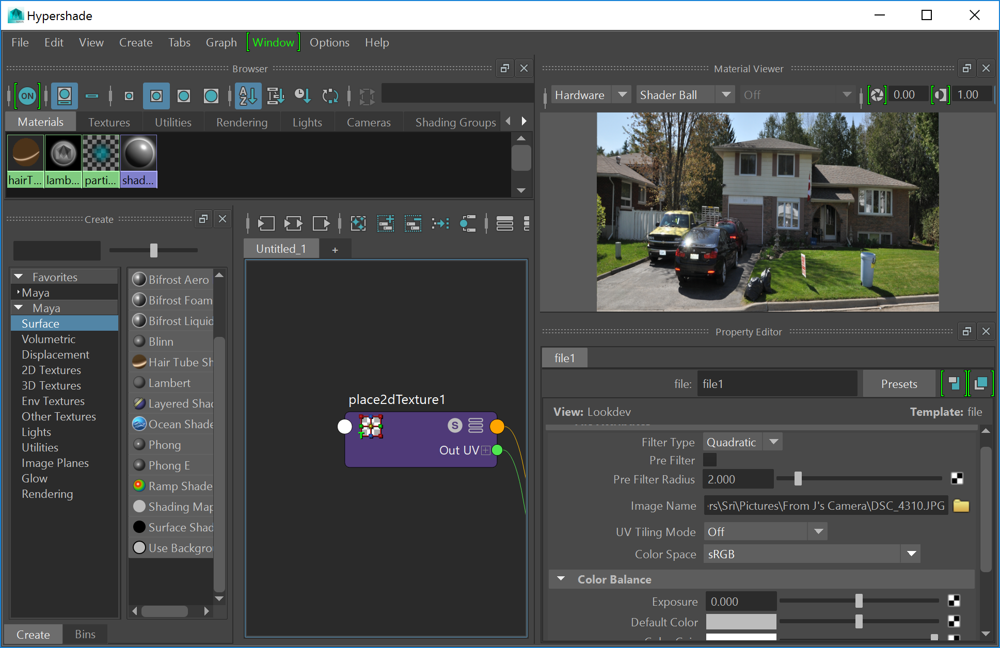 Hypershade
File Edit View Create Tabs Graph Window Options Help
Browser
ON
A
Z
Materials Textures Utilities Rendering Lights Cameras Shading Groups
hairT... lamb... parti... shad...
Create
Favorites
Maya
Maya
Surface
Volumetric
Displacement
2D Textures
3D Textures
Env Textures
Other Textures
Lights
Utilities
Image Planes
Glow
Rendering
Bifrost Aero
Bifrost Foam
Bifrost Liquid
Blinn
Hair Tube Sh
Lambert
Layered Shad
Ocean Shade
Phong
Phong E
Ramp Shade
Shading Map
Surface Shad
Use Backgro
Create Bins
Untitled_1 +
place2dTexture1
T
S
Out UV
Material Viewer
Hardware Shader Ball Off 0.00 1.00
Property Editor
file1
file: file1 Presets
View: Lookdev Template: file
Filter Type Quadratic
Pre Filter
Pre Filter Radius 2.000
Image Name rs\Sri\Pictures\From J's Camera\DSC_4310.JPG
UV Tiling Mode Off
Color Space sRGB
Color Balance
Exposure 0.000
Default Color